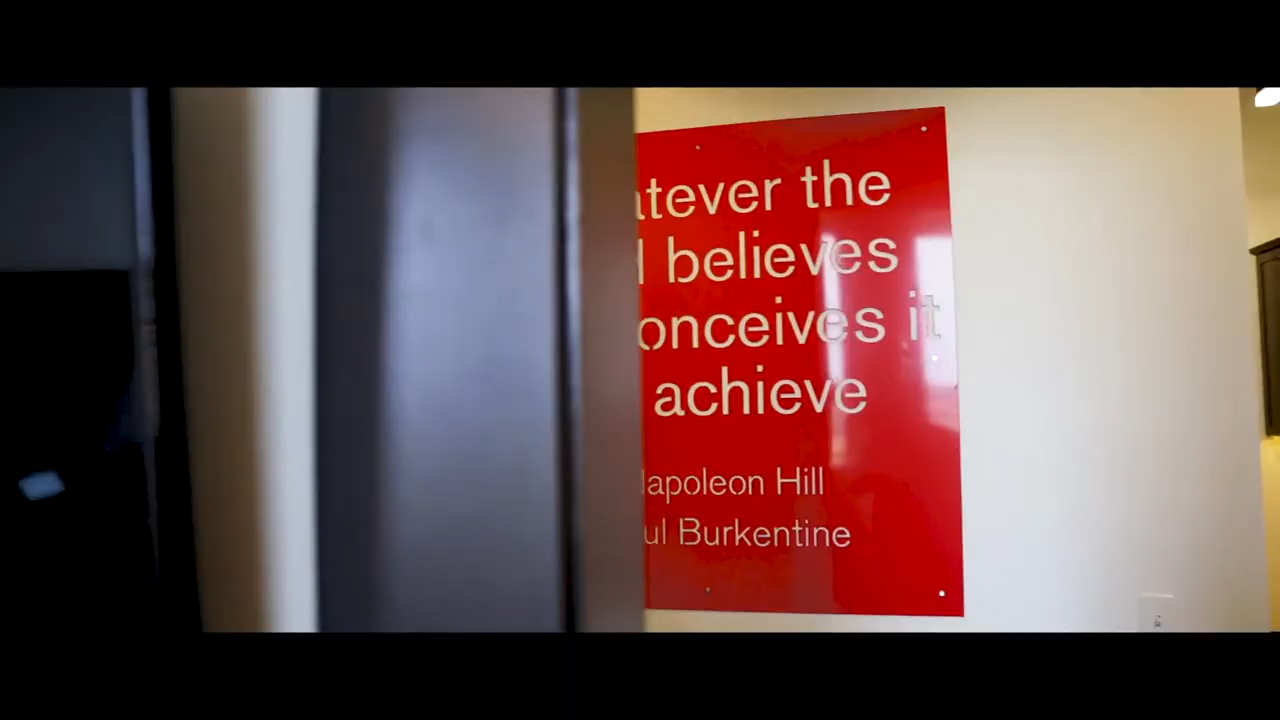 atever the
believes
onceives it
achieve
apoleon Hill
ul Burkentine